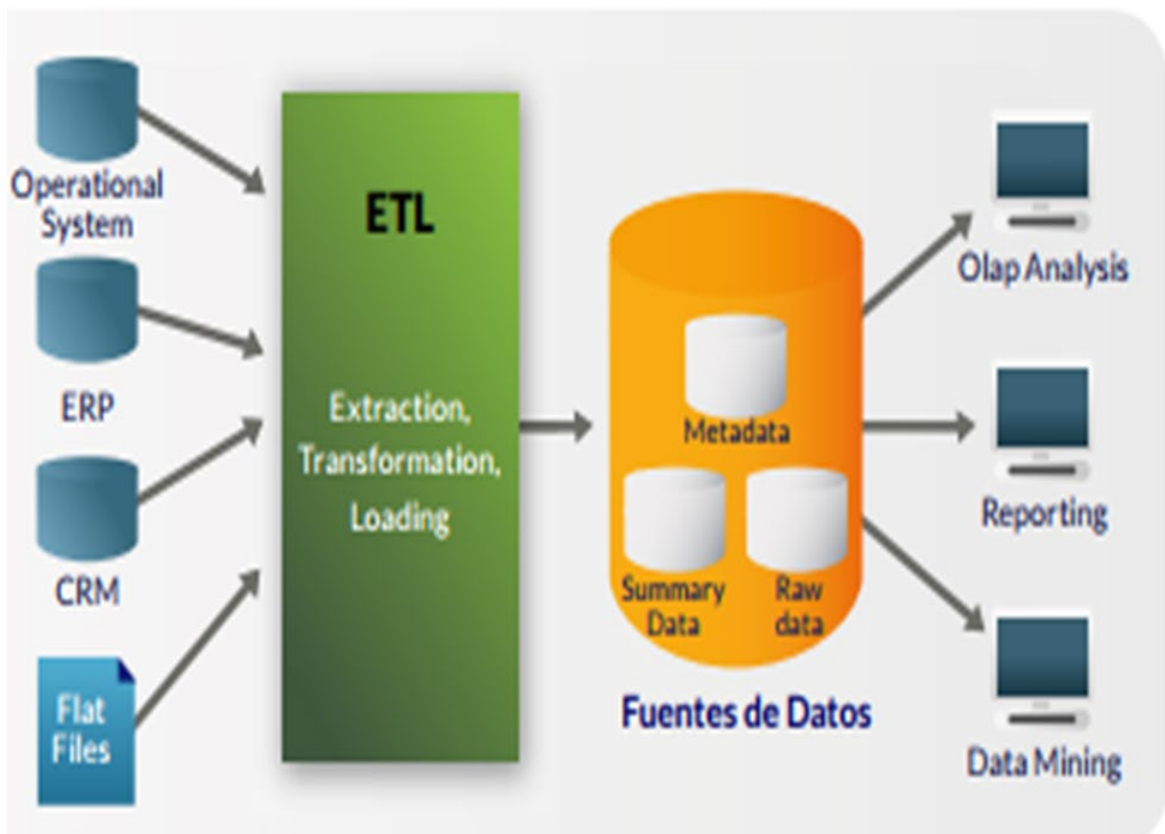 Operational
System
ERP
CRM
Flat
Files
ETL
Extraction,
Transformation,
Loading
Metadata
Summary
Data
Raw
data
Fuentes de Datos
Olap Analysis
Reporting
Data Mining